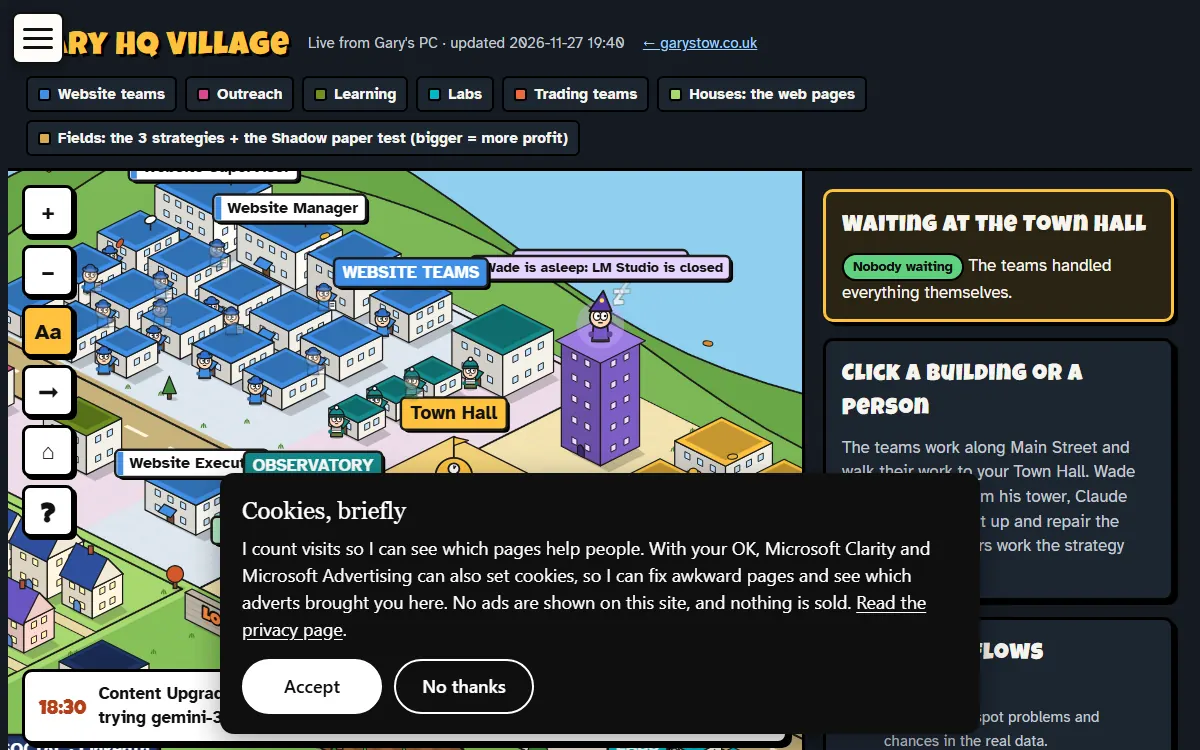 ARY HQ VILLAGE
Live from Gary's PC · updated 2026-11-27 19:40
← garystow.co.uk
Website teams
Outreach
Learning
Labs
Trading teams
Houses: the web pages
Fields: the 3 strategies + the Shadow paper test (bigger = more profit)
+
−
Aa
→
⌂
?
Website Manager
WEBSITE TEAMS
Wade is asleep: LM Studio is closed
z
Town Hall
Website Execut
OBSERVATORY
WAITING AT THE TOWN HALL
Nobody waiting The teams handled
everything themselves.
CLICK A BUILDING OR A
PERSON
The teams work along Main Street and
walk their work to your Town Hall. Wade
m his tower, Claude
t up and repair the
rs work the strategy
FLOWS
spot problems and
chances in the real data.
Cookies, briefly
I count visits so I can see which pages help people. With your OK, Microsoft Clarity and
Microsoft Advertising can also set cookies, so I can fix awkward pages and see which
adverts brought you here. No ads are shown on this site, and nothing is sold. Read the
privacy page.
Accept
No thanks
18:30
Content Upgrad
trying gemini-3